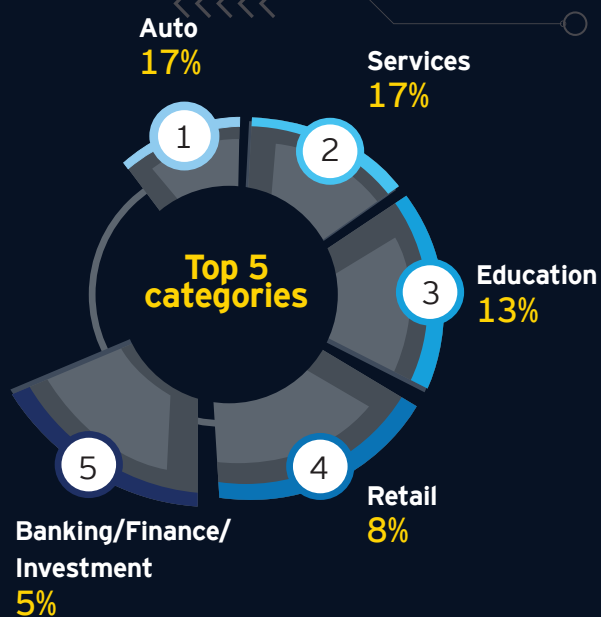 Auto
17%
1
Services
17%
2
Top 5
categories
Education
13%
3
Retail
8%
4
Banking/Finance/
Investment
5%
5